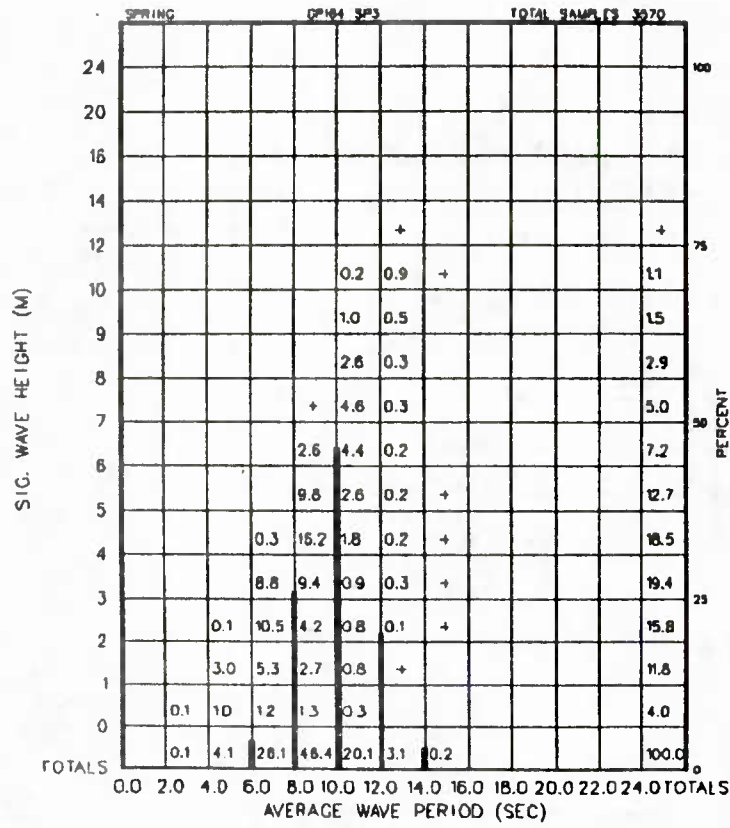 SPRING SP3 TOTAL SAMPLES
24 100
20
16
+ +
12 75
0.2 0.9 + 1.1
10
1.0 0.5 1.5
9
2.6 0.3 2.9
8
+ 4.6 0.3 5.0
7
50
2.6 4.4 0.2 7.2
6
9.8 2.6 0.2 + 12.7
5
0.3 16.2 1.8 0.2 + 18.5
4
8.8 9.4 0.9 0.3 + 19.4
3 25
0.1 10.5 4.2 0.8 0.1 + 15.8
2
3.0 5.3 2.7 0.8 + 11.8
1
0.1 1.0 1.2 1.3 0.3 4.0
0
TOTALS 0.1 4.1 26.1 46.4 20.1 3.1 0.2 100.0 0
0.0 2.0 4.0 6.0 8.0 10.0 12.0 14.0 16.0 18.0 20.0 22.0 24.0 TOTALS
AVERAGE WAVE PERIOD (SEC)
SIG. WAVE HEIGHT (M)
PERCENT